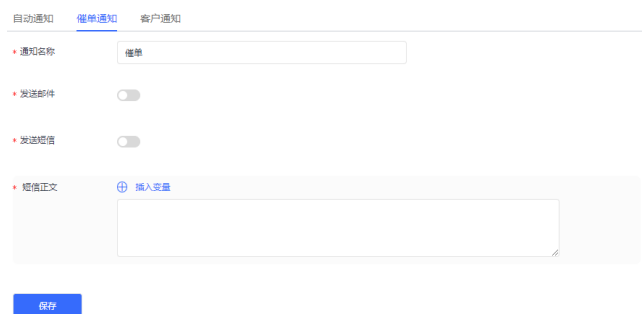 自动通知 催单通知 客户通知
* 通知名称 催单
* 发送邮件
* 发送短信
* 短信正文 插入变量
保存